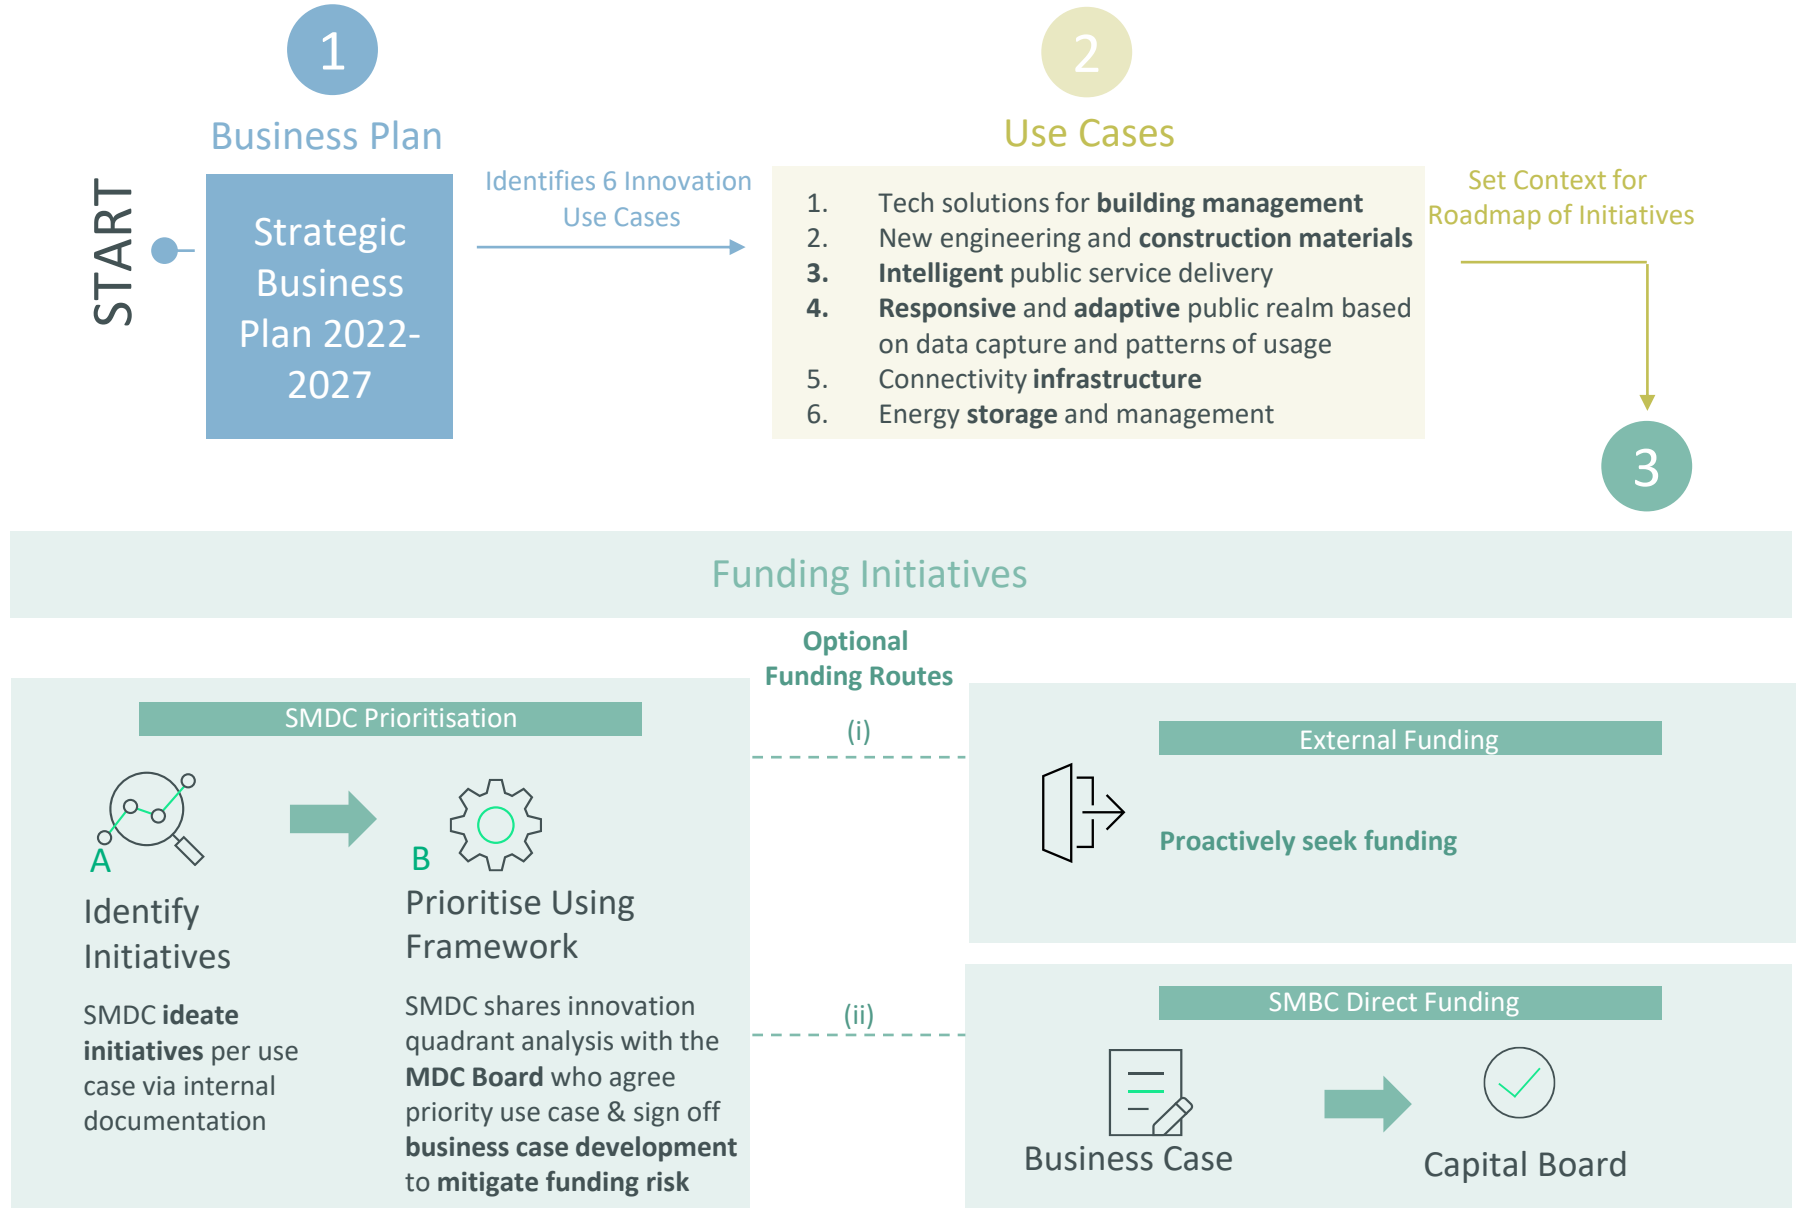 1
Business Plan
START
Strategic
Business
Plan 2022-
2027
Identifies 6 Innovation
Use Cases
2
Use Cases
1. Tech solutions for building management
2. New engineering and construction materials
3. Intelligent public service delivery
4. Responsive and adaptive public realm based
on data capture and patterns of usage
5. Connectivity infrastructure
6. Energy storage and management
Set Context for
Roadmap of Initiatives
3
Funding Initiatives
SMDC Prioritisation
A
Identify
Initiatives
SMDC ideate
initiatives per use
case via internal
documentation
B
Prioritise Using
Framework
SMDC shares innovation
quadrant analysis with the
MDC Board who agree
priority use case & sign off
business case development
to mitigate funding risk
Optional
Funding Routes
(i)
(ii)
External Funding
Proactively seek funding
SMBC Direct Funding
Business Case
Capital Board